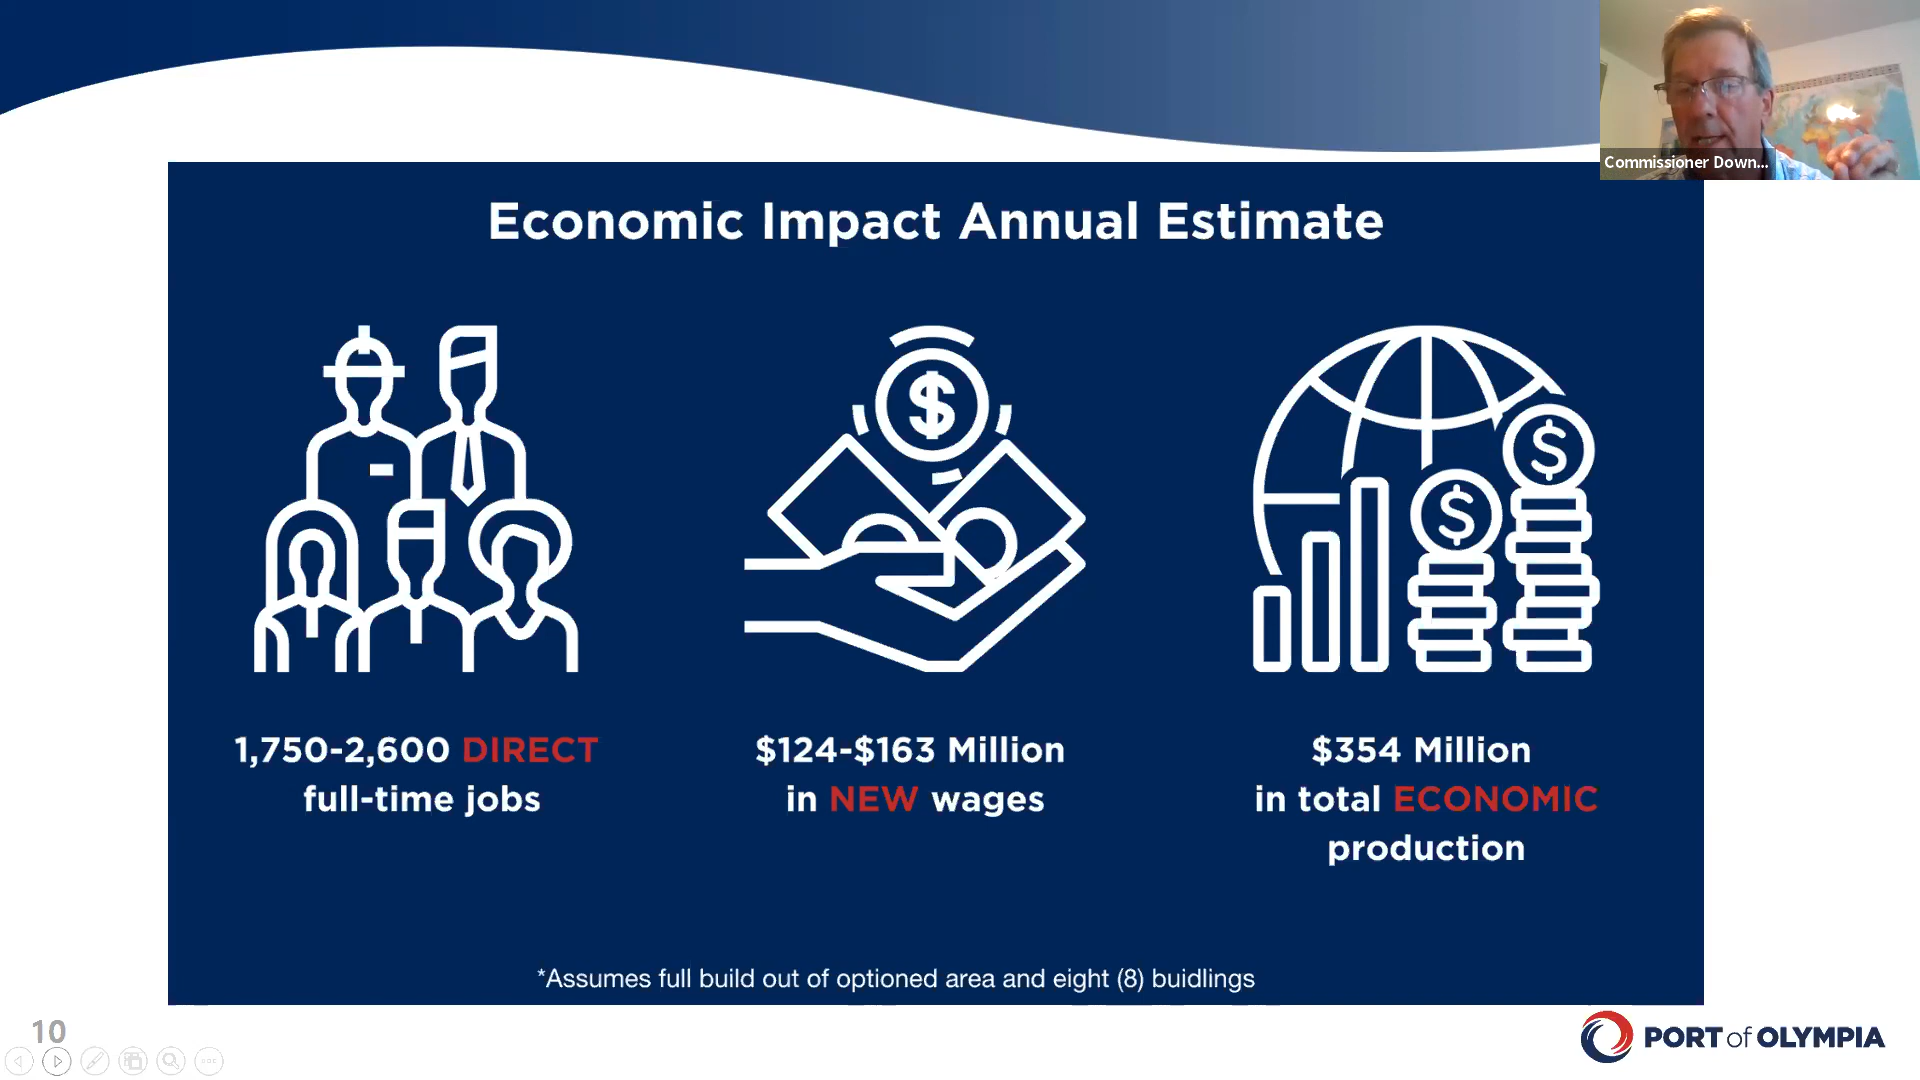 Commissioner Down...
Economic Impact Annual Estimate
1,750-2,600 DIRECT
full-time jobs
$124-$163 Million
in NEW wages
$354 Million
in total ECONOMIC
production
*Assumes full build out of optioned area and eight (8) buidlings
10
PORT of OLYMPIA